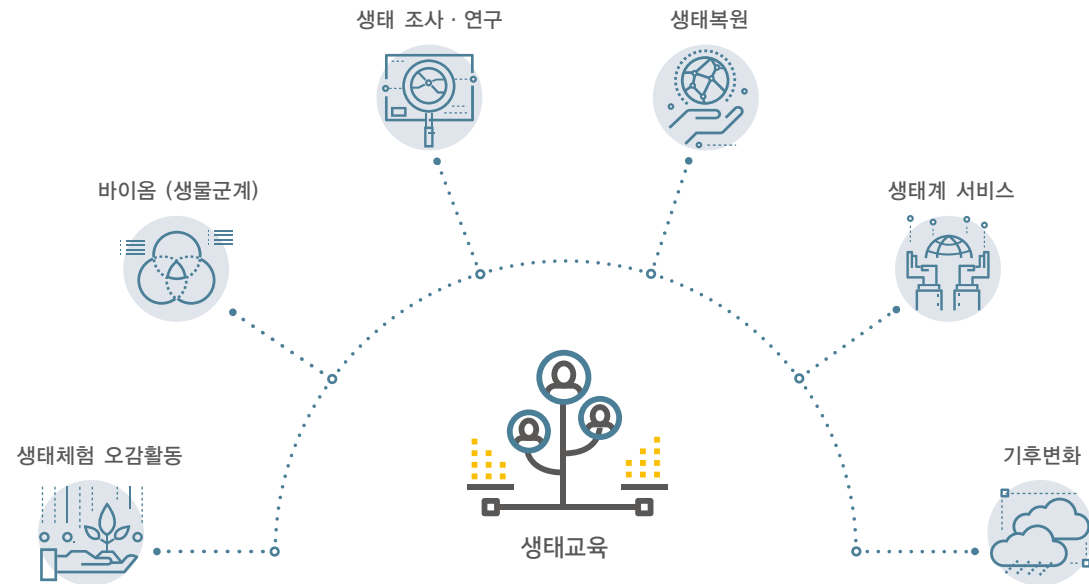 생태 조사 · 연구
생태복원
바이옴 (생물군계)
생태계 서비스
생태체험 오감활동
기후변화
생태교육